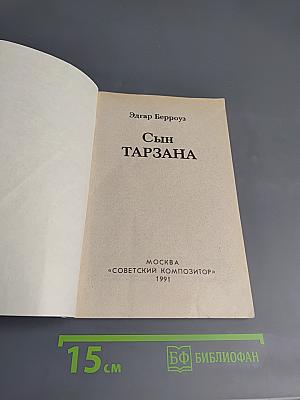 Эдгар Берроуз
Сын
ТАРЗАНА
МОСКВА
«СОВЕТСКИЙ КОМПОЗИТОР»
1991
15 см
БФ БИБЛИОФАН